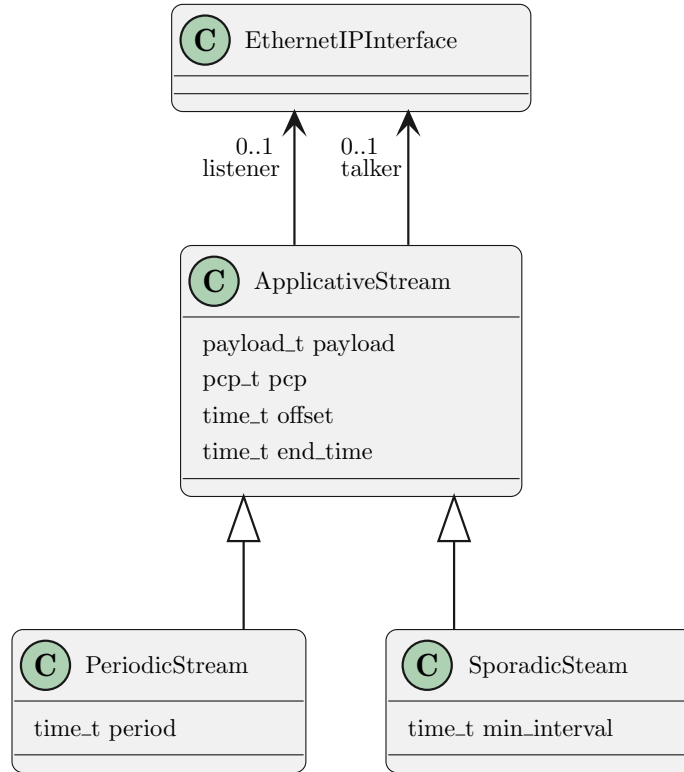 C EthernetIPInterface
0..1
listener
0..1
talker
C ApplicativeStream
payload_t payload
pcp_t pcp
time_t offset
time_t end_time
C PeriodicStream
time_t period
C SporadicSteam
time_t min_interval